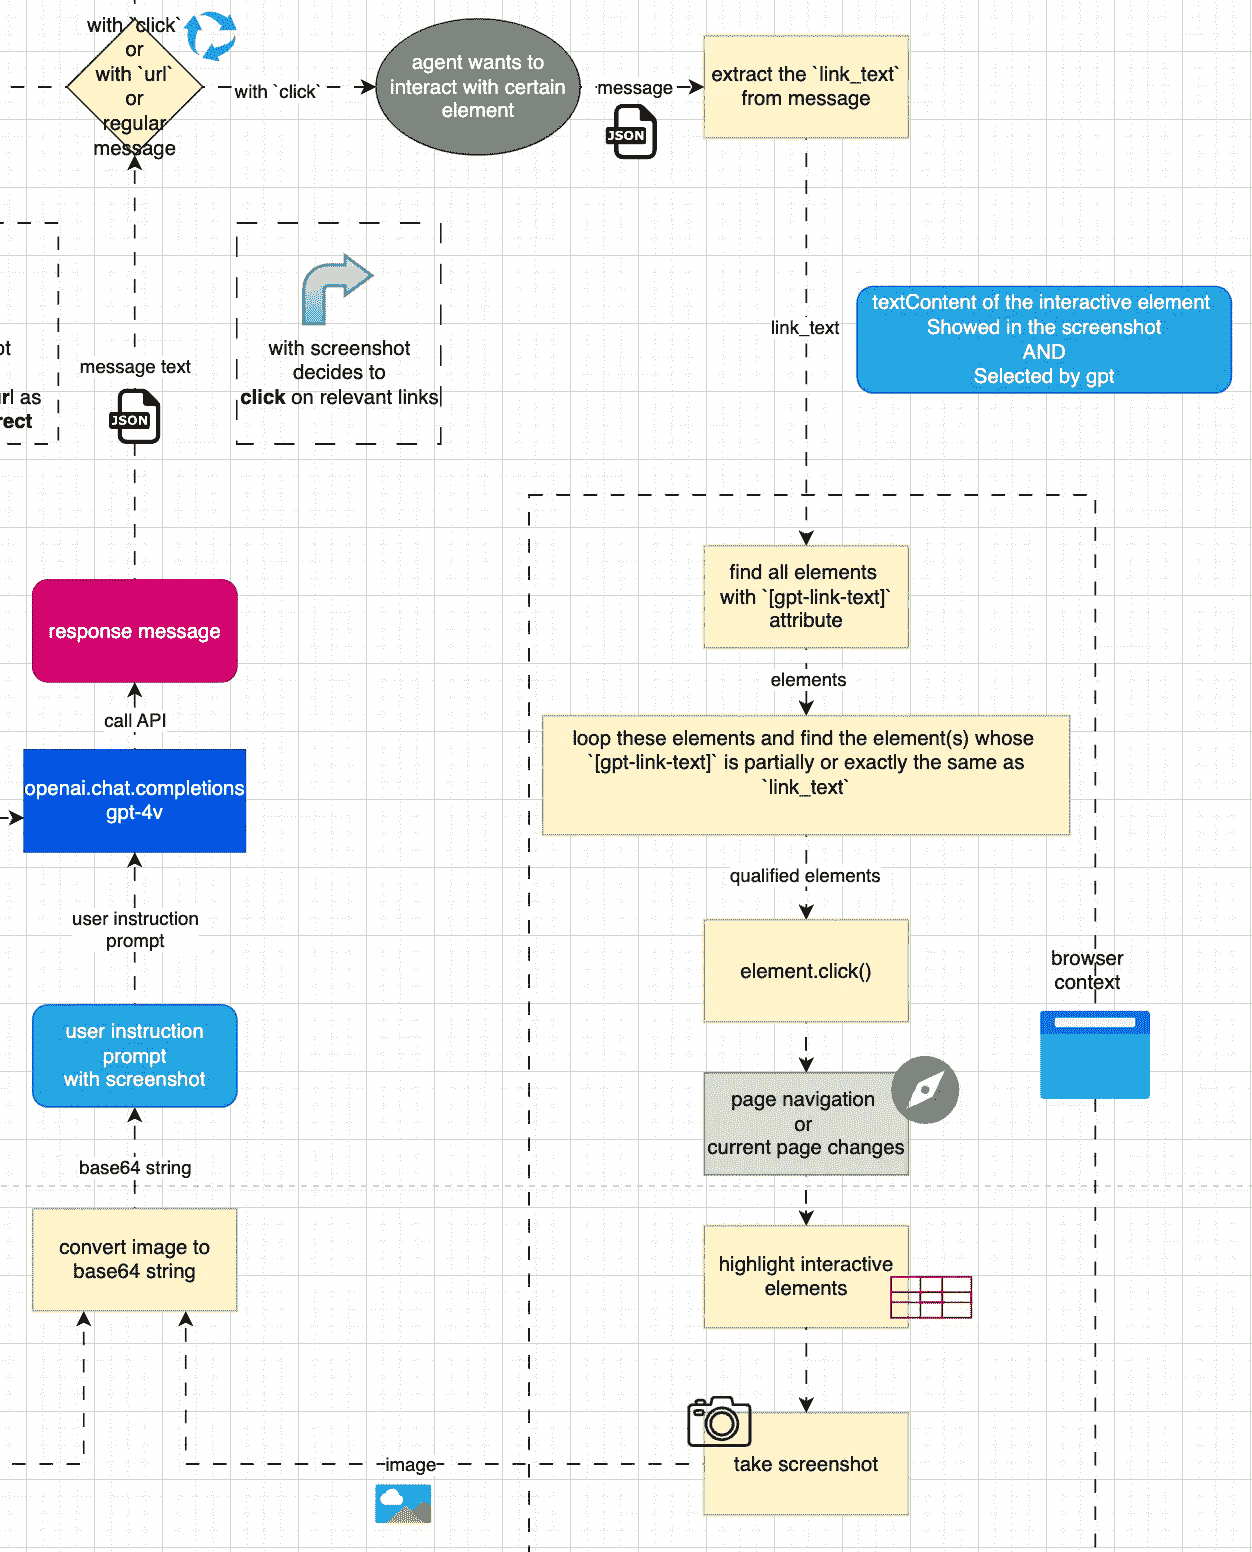 with `click`
or
with `url`
or
regular
message
with `click`
agent wants to
interact with certain
element
message
JSON
extract the `link_text`
from message
link_text
textContent of the interactive element
Showed in the screenshot
AND
Selected by gpt
with screenshot
decides to
click on relevant links
message text
JSON
ot
rl as
rect
find all elements
with `[gpt-link-text]`
attribute
elements
response message
call API
loop these elements and find the element(s) whose
`[gpt-link-text]` is partially or exactly the same as
`link_text`
openai.chat.completions
gpt-4v
qualified elements
user instruction
prompt
element.click()
browser
context
user instruction
prompt
with screenshot
page navigation
or
current page changes
base64 string
convert image to
base64 string
highlight interactive
elements
image
take screenshot